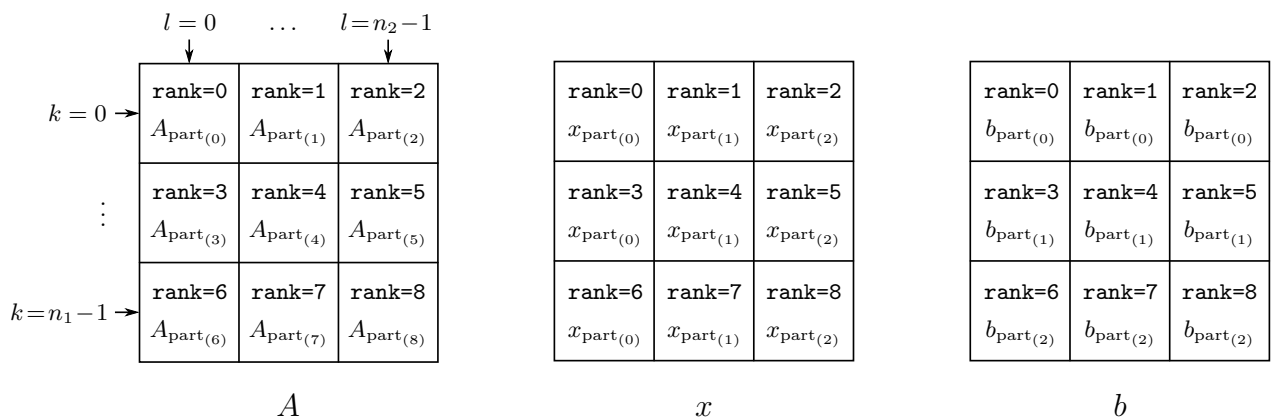 l = 0 … l = n₂ − 1
rank=0 rank=1 rank=2 rank=0 rank=1 rank=2 rank=0 rank=1 rank=2
k = 0
A_part₍₀₎ A_part₍₁₎ A_part₍₂₎ x_part₍₀₎ x_part₍₁₎ x_part₍₂₎ b_part₍₀₎ b_part₍₀₎ b_part₍₀₎
rank=3 rank=4 rank=5 rank=3 rank=4 rank=5 rank=3 rank=4 rank=5
⋮
A_part₍₃₎ A_part₍₄₎ A_part₍₅₎ x_part₍₀₎ x_part₍₁₎ x_part₍₂₎ b_part₍₁₎ b_part₍₁₎ b_part₍₁₎
rank=6 rank=7 rank=8 rank=6 rank=7 rank=8 rank=6 rank=7 rank=8
k = n₁ − 1
A_part₍₆₎ A_part₍₇₎ A_part₍₈₎ x_part₍₀₎ x_part₍₁₎ x_part₍₂₎ b_part₍₂₎ b_part₍₂₎ b_part₍₂₎
A x b